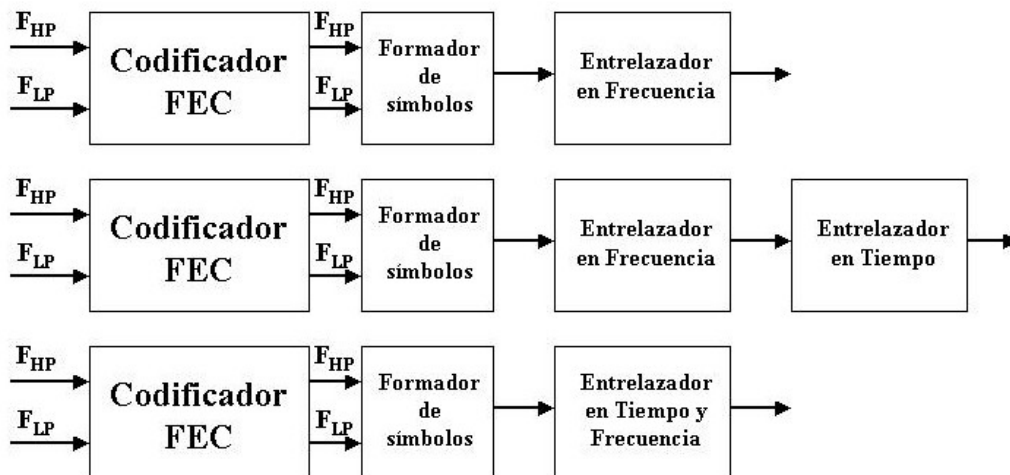 F_HP
F_LP
Codificador
FEC
F_HP
F_LP
Formador
de
símbolos
Entrelazador
en Frecuencia
F_HP
F_LP
Codificador
FEC
F_HP
F_LP
Formador
de
símbolos
Entrelazador
en Frecuencia
Entrelazador
en Tiempo
F_HP
F_LP
Codificador
FEC
F_HP
F_LP
Formador
de
símbolos
Entrelazador
en Tiempo y
Frecuencia